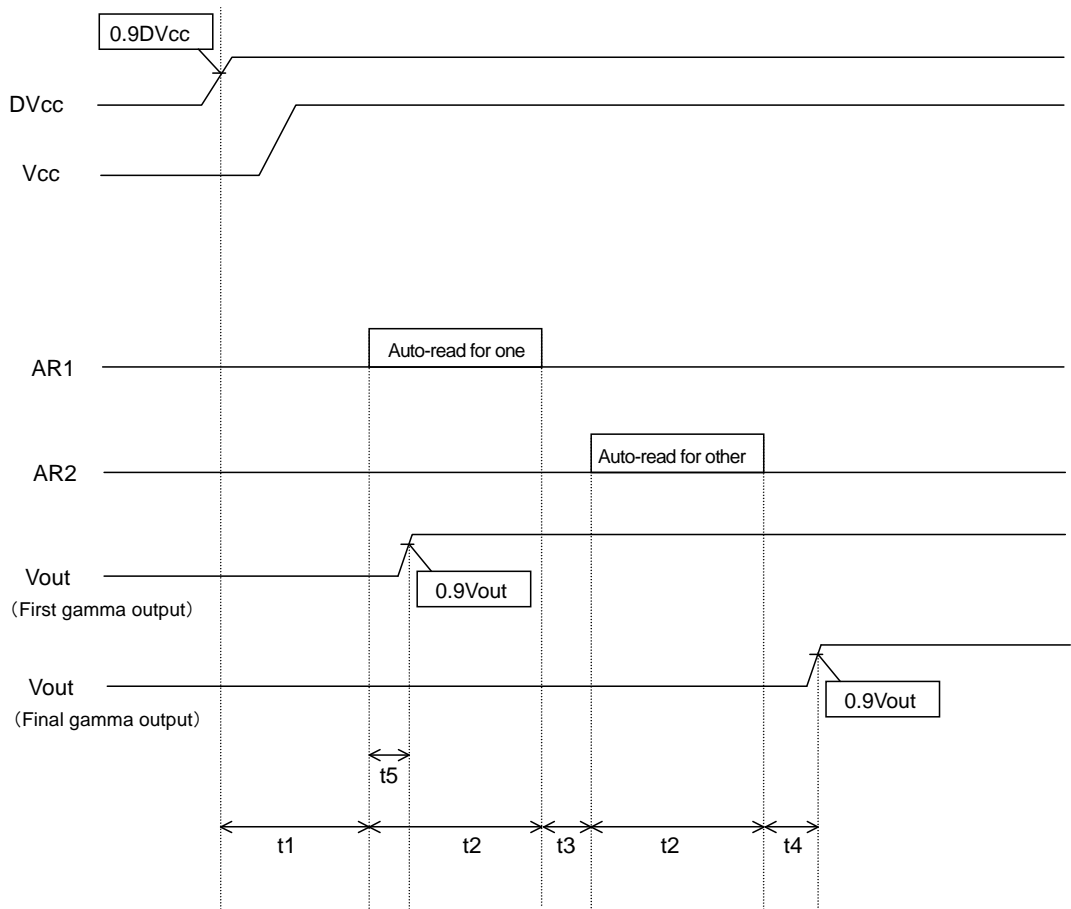 0.9DVcc
DVcc
Vcc
Auto-read for one
AR1
Auto-read for other
AR2
Vout
0.9Vout
（First gamma output）
Vout
0.9Vout
（Final gamma output）
t5
t1
t2
t3
t2
t4